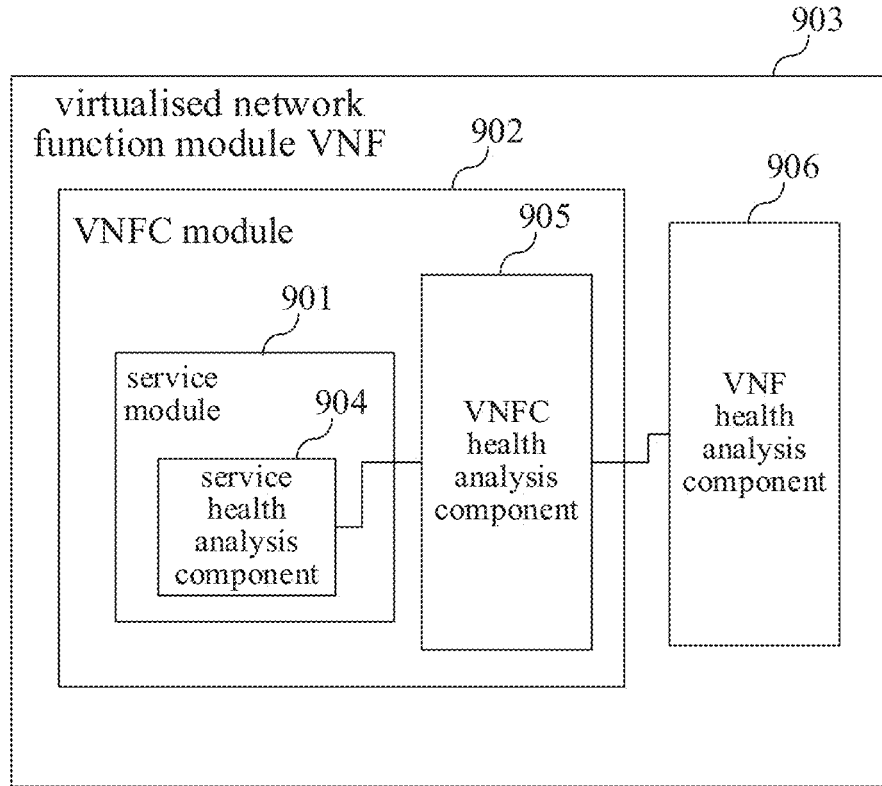 903
virtualised network
function module VNF
902
906
VNFC module
905
901
service
module
904
service
health
analysis
component
VNFC
health
analysis
component
VNF
health
analysis
component